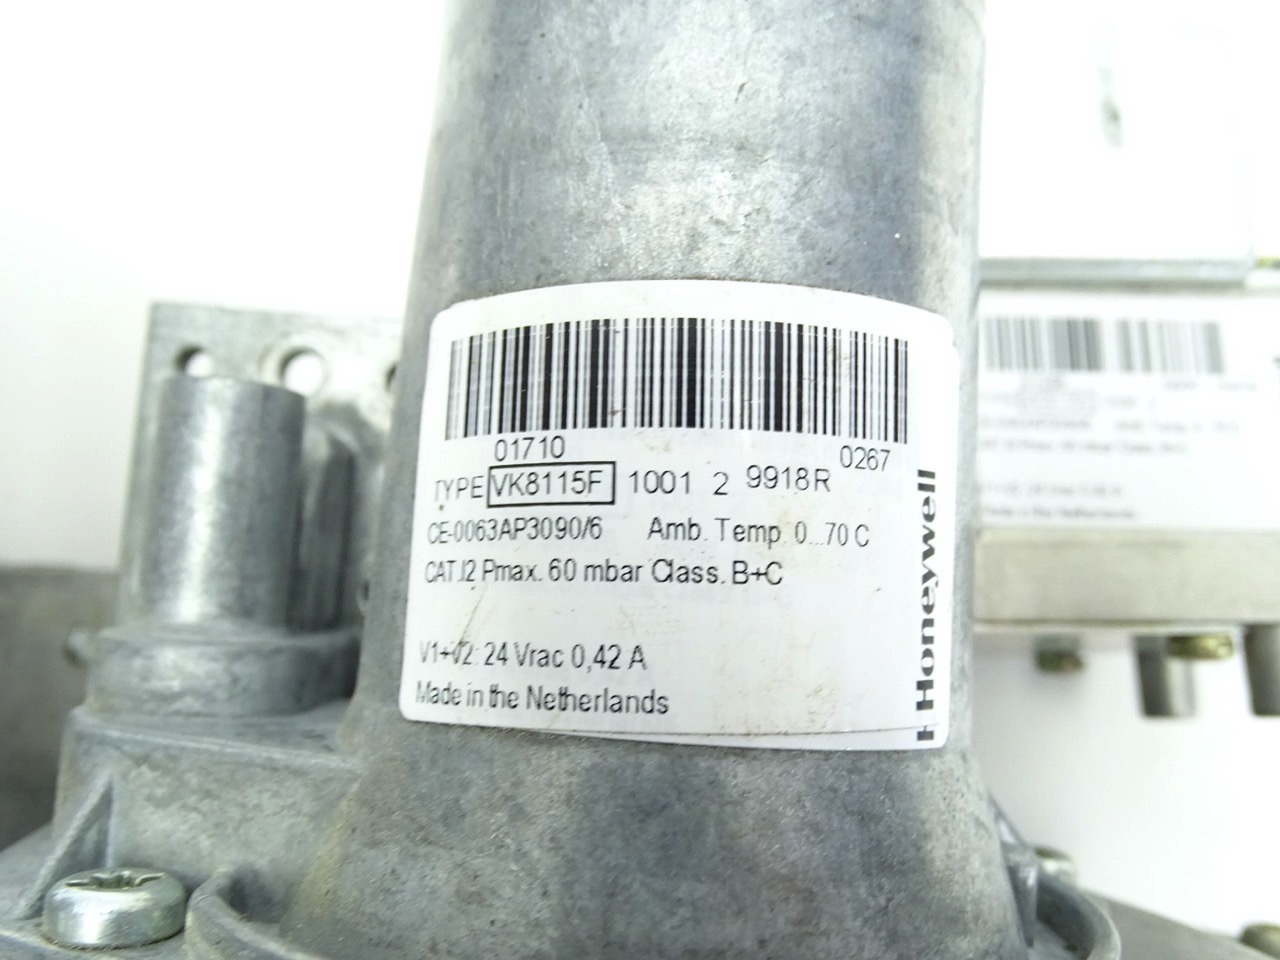 01710 0267
TYPE VK8115F 1001 2 9918R
CE-0063AP3090/6 Amb. Temp. 0...70 C
CAT.I2 Pmax. 60 mbar Class. B+C
V1+V2: 24 Vrac 0,42 A
Made in the Netherlands
Honeywell